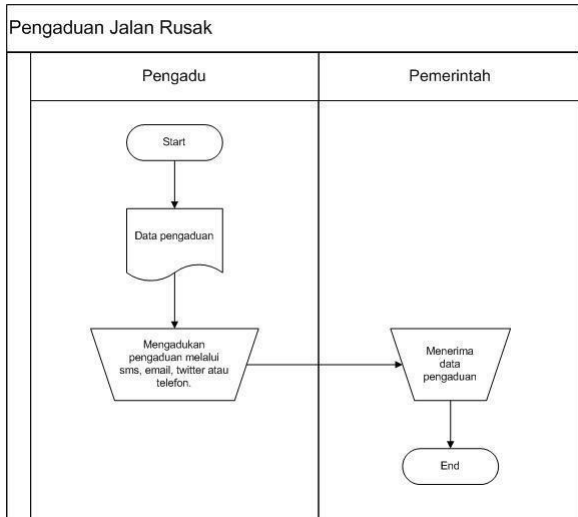 Pengaduan Jalan Rusak
Pengadu
Pemerintah
Start
Data pengaduan
Mengadukan
pengaduan melalui
sms, email, twitter atau
telefon.
Menerima
data
pengaduan
End